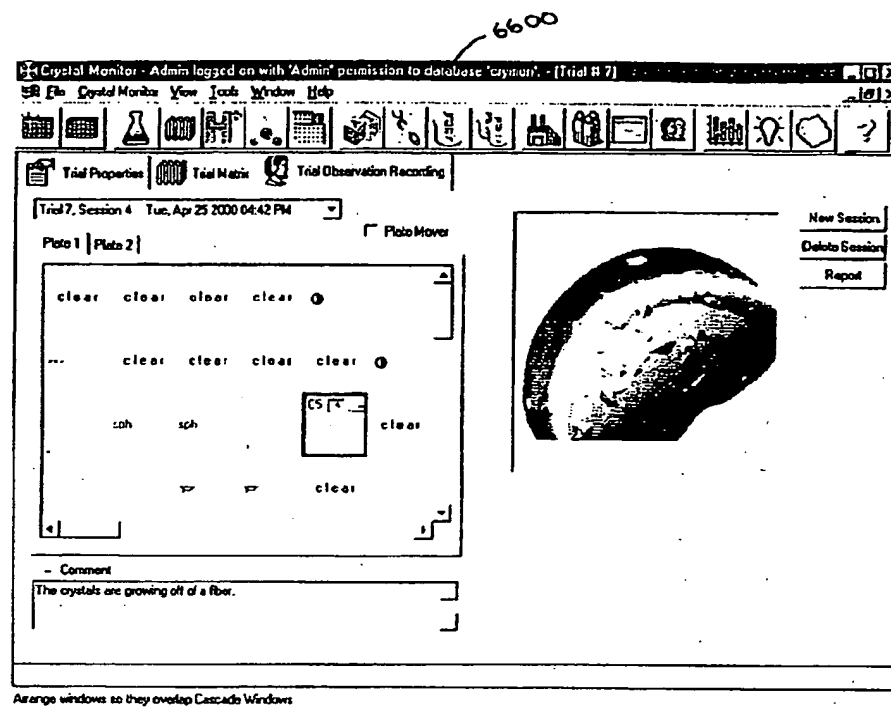 6600
Crystal Monitor - Admin logged on with 'Admin' permission to database 'crymon'. - [Trial # 7]
File Crystal Monitor View Tools Window Help
Trial Properties Trial Matrix Trial Observation Recording
Trial 7, Session 4 Tue, Apr 25 2000 04:42 PM
Plate Mover
New Session
Plate 1 Plate 2
Delete Session
Report
clear clear clear clear
--- clear clear clear clear
C5 4
sph sph clear
clear
Comment
The crystals are growing off of a fiber.
Arrange windows so they overlap Cascade Windows